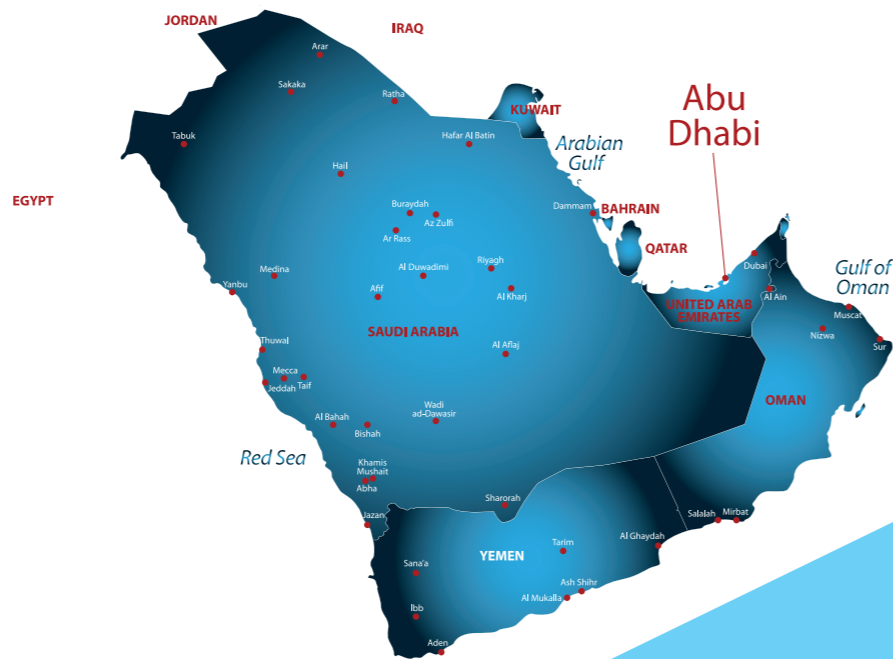 JORDAN
IRAQ
Arar
Sakaka
Ratha
KUWAIT
Abu
Dhabi
Tabuk
Hafar Al Batin
Arabian
Gulf
Hail
EGYPT
Buraydah
Az Zulfi
Dammam
BAHRAIN
Ar Rass
QATAR
Medina
Al Duwadimi
Riyagh
Dubai
Gulf of
Oman
Yanbu
Afif
Al Kharj
UNITED ARAB
EMIRATES
Al Ain
Muscat
SAUDI ARABIA
Nizwa
Sur
Thuwal
Al Aflaj
Mecca
Jeddah
Taif
OMAN
Wadi
ad-Dawasir
Al Bahah
Bishah
Red Sea
Khamis
Mushait
Abha
Sharorah
Jazan
Salalah
Mirbat
YEMEN
Tarim
Al Ghaydah
Sana'a
Ash Shihr
Al Mukalla
Ibb
Aden